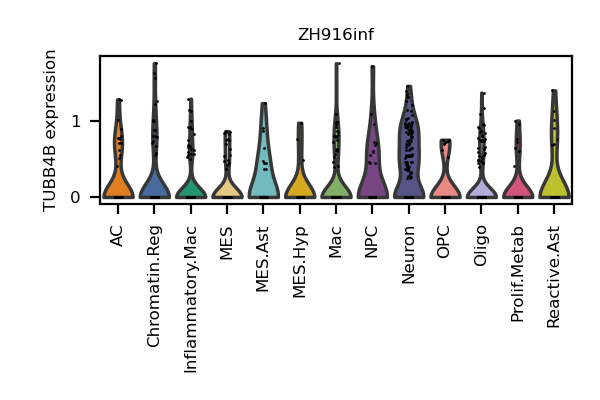 ZH916inf
TUBB4B expression
1
0
AC
Chromatin.Reg
Inflammatory.Mac
MES
MES.Ast
MES.Hyp
Mac
NPC
Neuron
OPC
Oligo
Prolif.Metab
Reactive.Ast